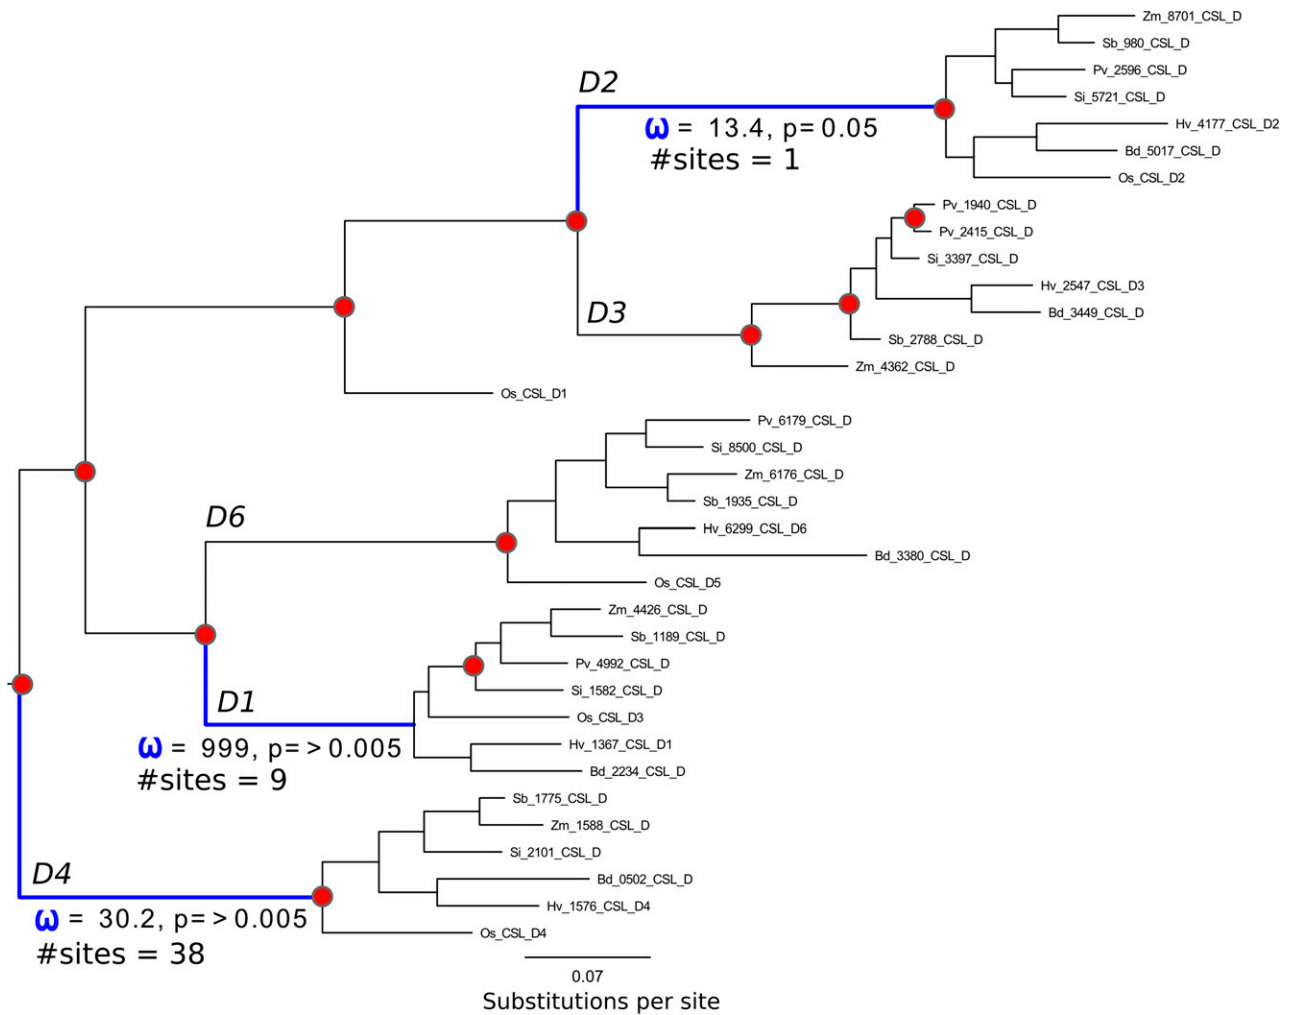 Zm_8701_CSL_D
Sb_980_CSL_D
D2
Pv_2596_CSL_D
Si_5721_CSL_D
ω = 13.4, p= 0.05
Hv_4177_CSL_D2
#sites = 1
Bd_5017_CSL_D
Os_CSL_D2
Pv_1940_CSL_D
Pv_2415_CSL_D
Si_3397_CSL_D
Hv_2547_CSL_D3
D3
Bd_3449_CSL_D
Sb_2788_CSL_D
Zm_4362_CSL_D
Os_CSL_D1
Pv_6179_CSL_D
Si_8500_CSL_D
Zm_6176_CSL_D
Sb_1935_CSL_D
D6
Hv_6299_CSL_D6
Bd_3380_CSL_D
Os_CSL_D5
Zm_4426_CSL_D
Sb_1189_CSL_D
Pv_4992_CSL_D
Si_1582_CSL_D
D1
Os_CSL_D3
ω = 999, p= > 0.005
Hv_1367_CSL_D1
Bd_2234_CSL_D
#sites = 9
Sb_1775_CSL_D
Zm_1588_CSL_D
Si_2101_CSL_D
D4
Bd_0502_CSL_D
Hv_1576_CSL_D4
ω = 30.2, p= > 0.005
Os_CSL_D4
#sites = 38
0.07
Substitutions per site